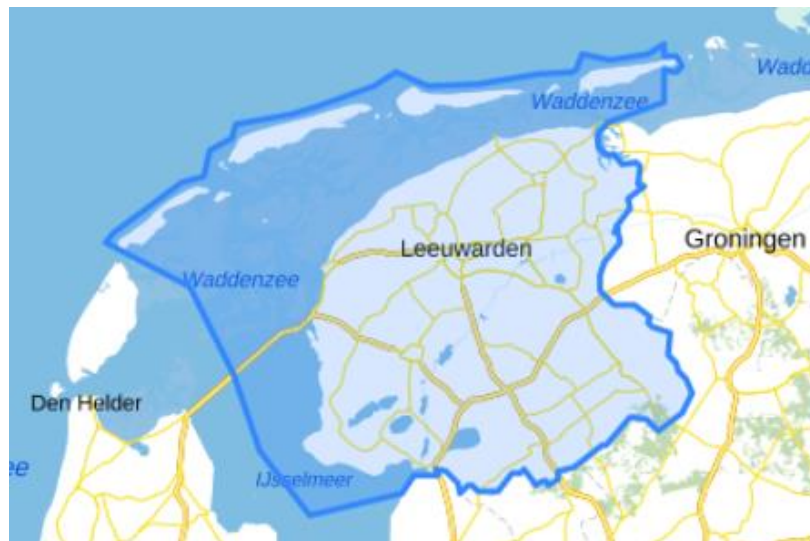 Wadd
Waddenzee
Leeuwarden
Groningen
Waddenzee
Den Helder
ee
IJsselmeer